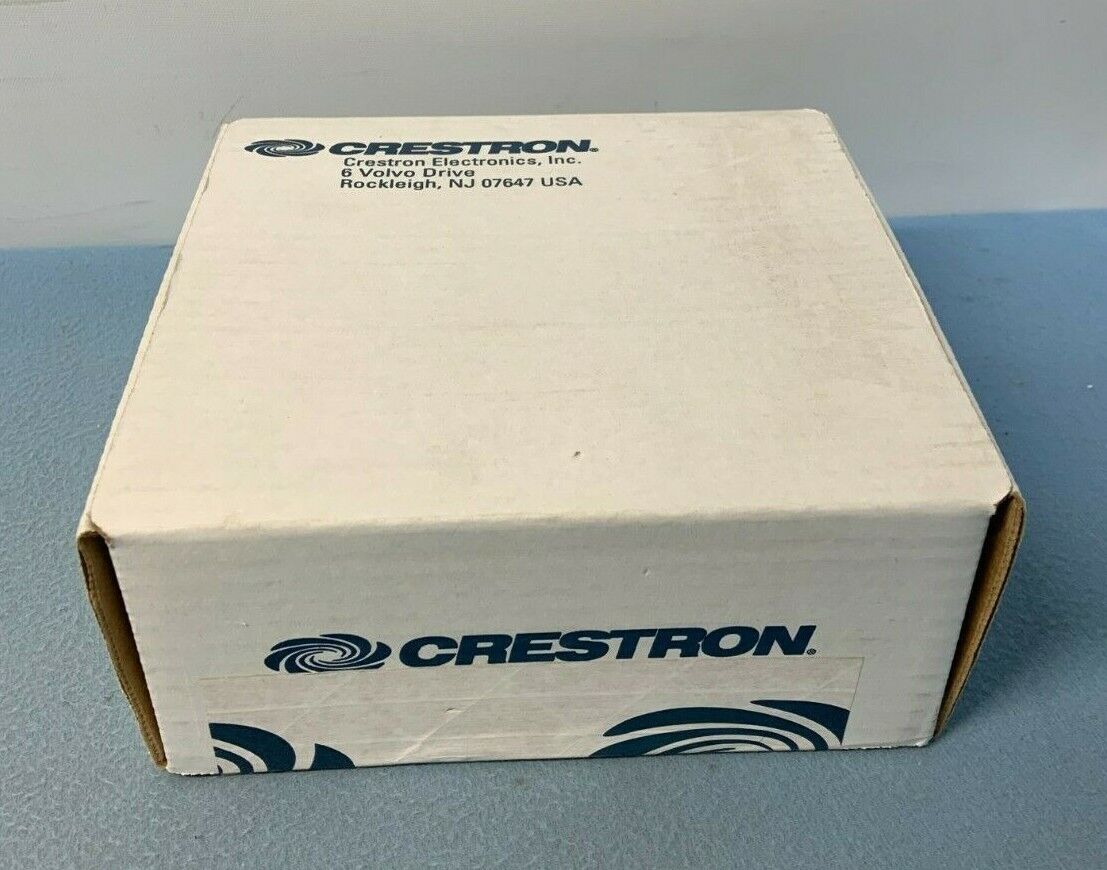 CRESTRON®
Crestron Electronics, Inc.
6 Volvo Drive
Rockleigh, NJ 07647 USA
CRESTRON®